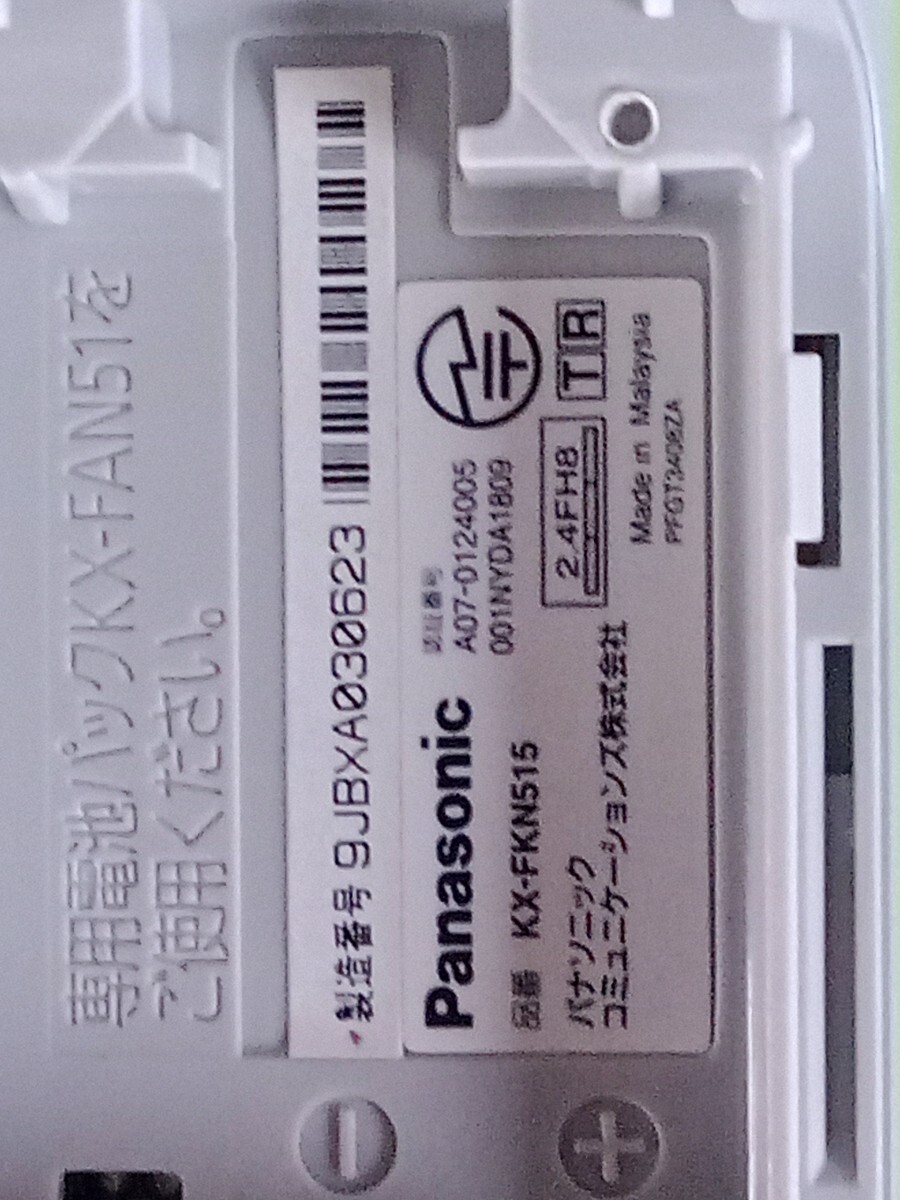 専用電池パックKX-FAN51を
ご使用ください。
製造番号 9JBXA030623
Panasonic
品番 KX-FKN515
パナソニック
コミュニケーションズ株式会社
認証番号
A07-0124005
001NYDA1809
2.4FH8
T R
Made in Malaysia
PFGT3408ZA